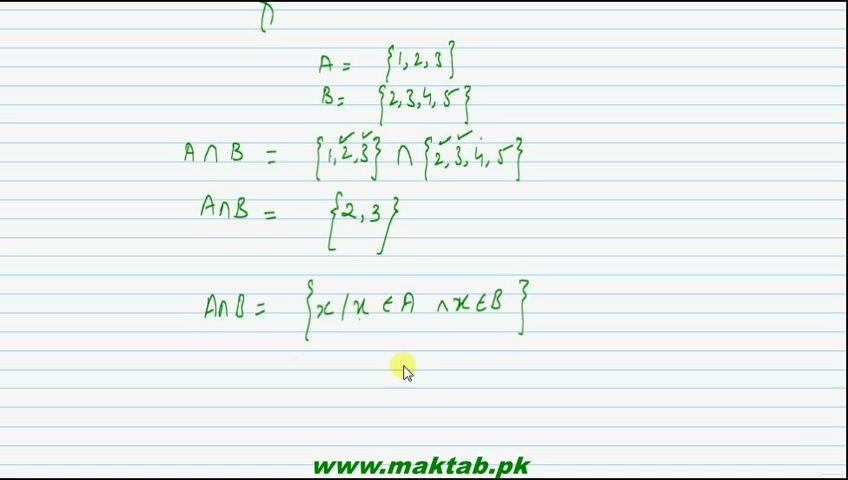 ∩
A = {1, 2, 3}
B = {2, 3, 4, 5}
A ∩ B = {1, 2, 3} ∩ {2, 3, 4, 5}
A∩B = {2, 3}
A∩B = {x / x ∈ A ∧ x ∈ B}
www.maktab.pk